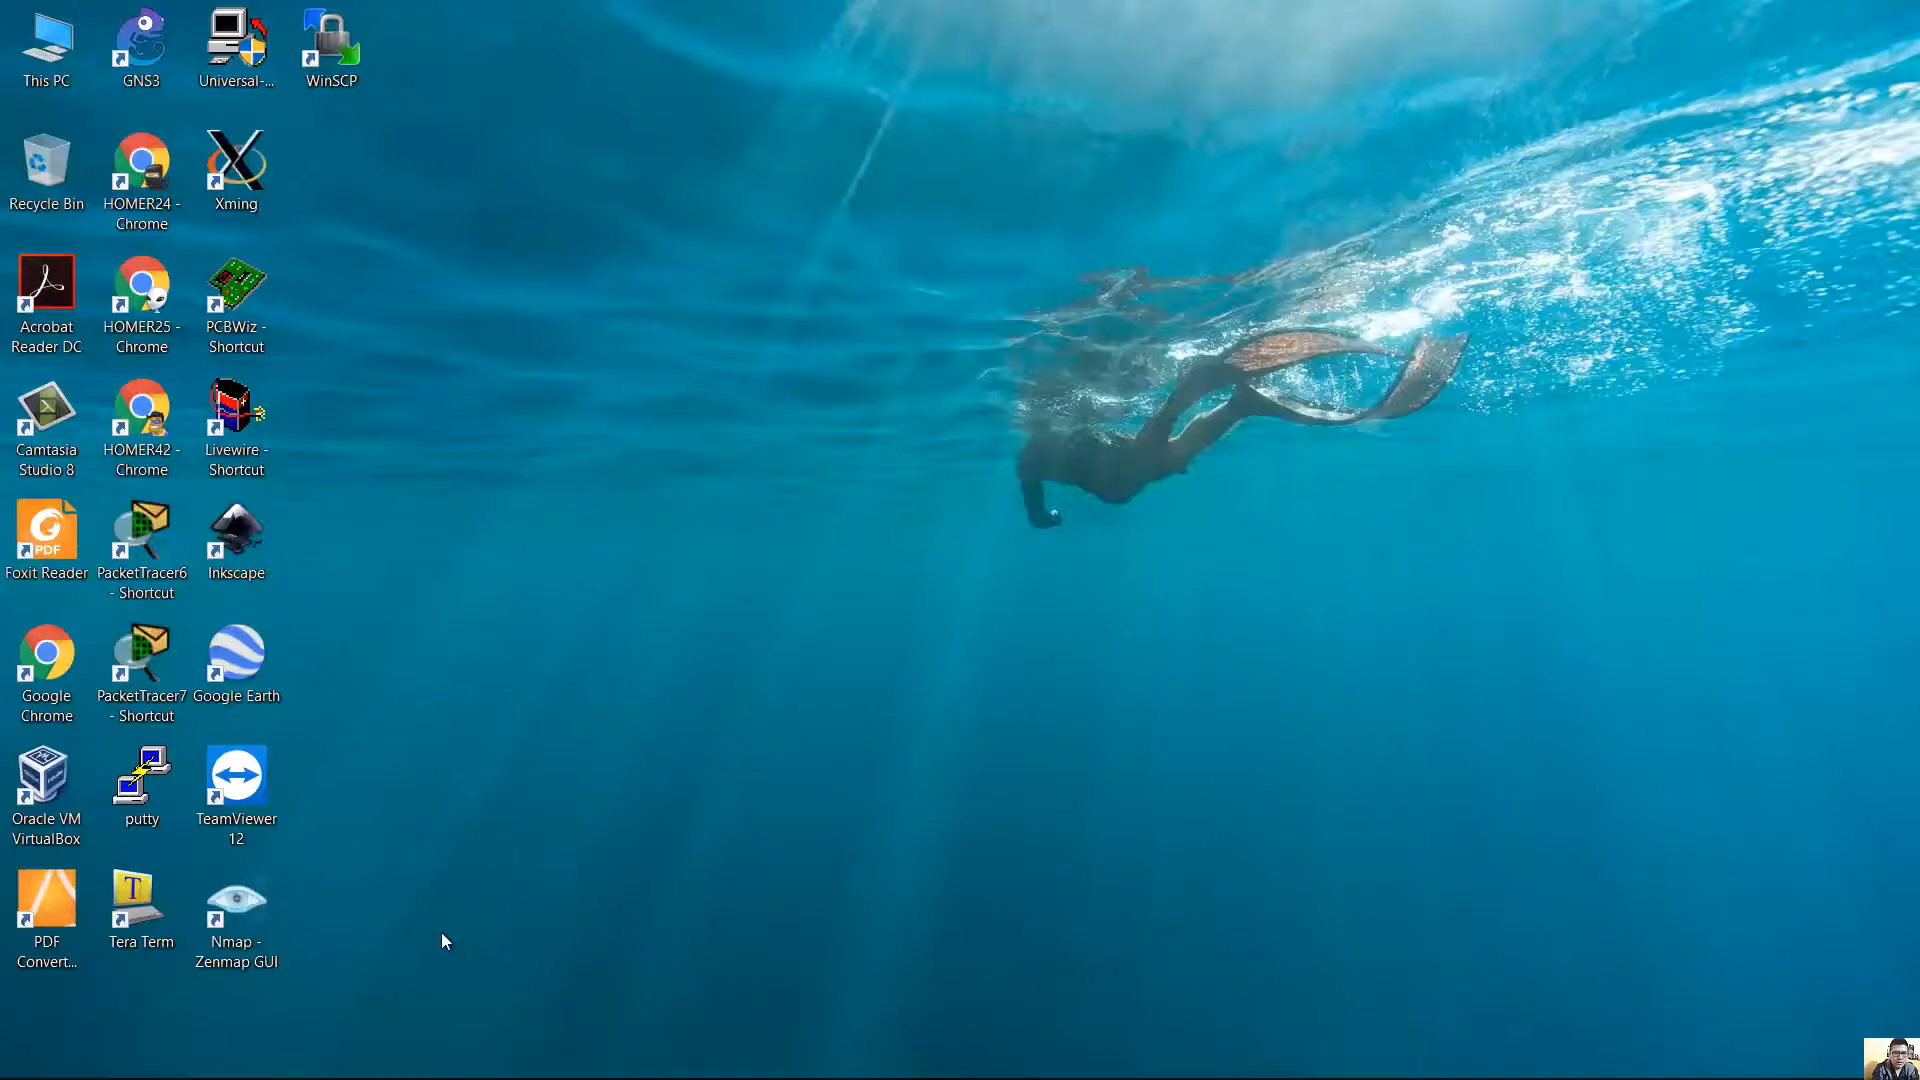 This PC
GNS3
Universal-...
WinSCP
Recycle Bin
HOMER24 -
Chrome
Xming
Acrobat
Reader DC
HOMER25 -
Chrome
PCBWiz -
Shortcut
Camtasia
Studio 8
HOMER42 -
Chrome
Livewire -
Shortcut
PDF
Foxit Reader
PacketTracer6
- Shortcut
Inkscape
Google
Chrome
PacketTracer7
- Shortcut
Google Earth
Oracle VM
VirtualBox
putty
TeamViewer
12
PDF
Convert...
T
Tera Term
Nmap -
Zenmap GUI